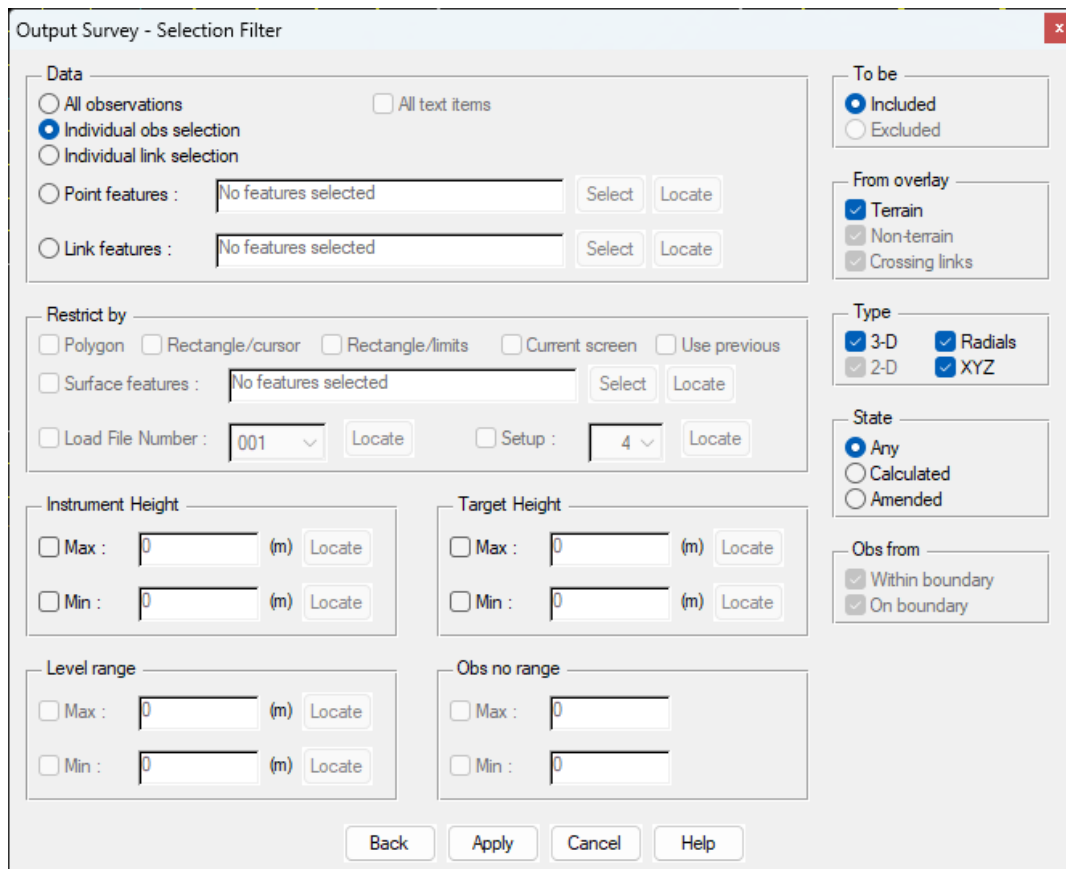 Output Survey - Selection Filter
x
Data
All observations
All text items
Individual obs selection
Individual link selection
Point features :
No features selected
Select
Locate
Link features :
No features selected
Select
Locate
Restrict by
Polygon
Rectangle/cursor
Rectangle/limits
Current screen
Use previous
Surface features :
No features selected
Select
Locate
Load File Number :
001
Locate
Setup :
4
Locate
Instrument Height
Max :
0
(m)
Locate
Min :
0
(m)
Locate
Target Height
Max :
0
(m)
Locate
Min :
0
(m)
Locate
Level range
Max :
0
(m)
Locate
Min :
0
(m)
Locate
Obs no range
Max :
0
Min :
0
To be
Included
Excluded
From overlay
Terrain
Non-terrain
Crossing links
Type
3-D
Radials
2-D
XYZ
State
Any
Calculated
Amended
Obs from
Within boundary
On boundary
Back
Apply
Cancel
Help